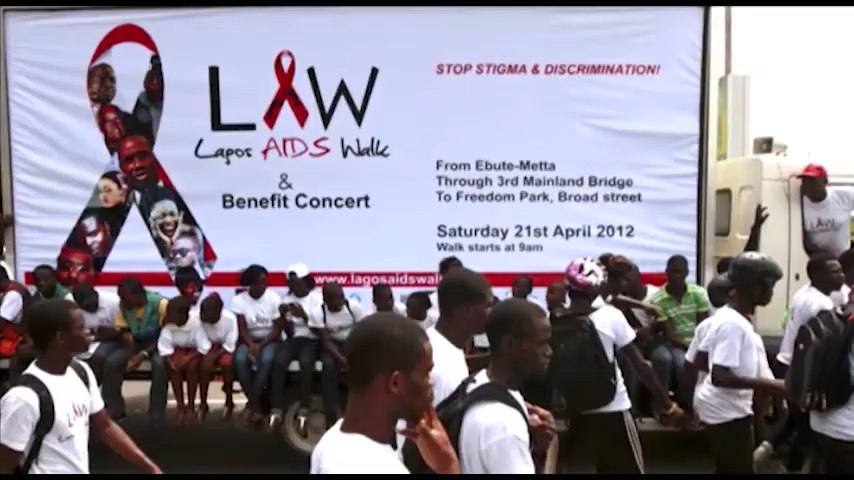 LAW
Lagos AIDS Walk
&
Benefit Concert
STOP STIGMA & DISCRIMINATION!
From Ebute-Metta
Through 3rd Mainland Bridge
To Freedom Park, Broad street
Saturday 21st April 2012
Walk starts at 9am
www.lagosaidswalk
LAW